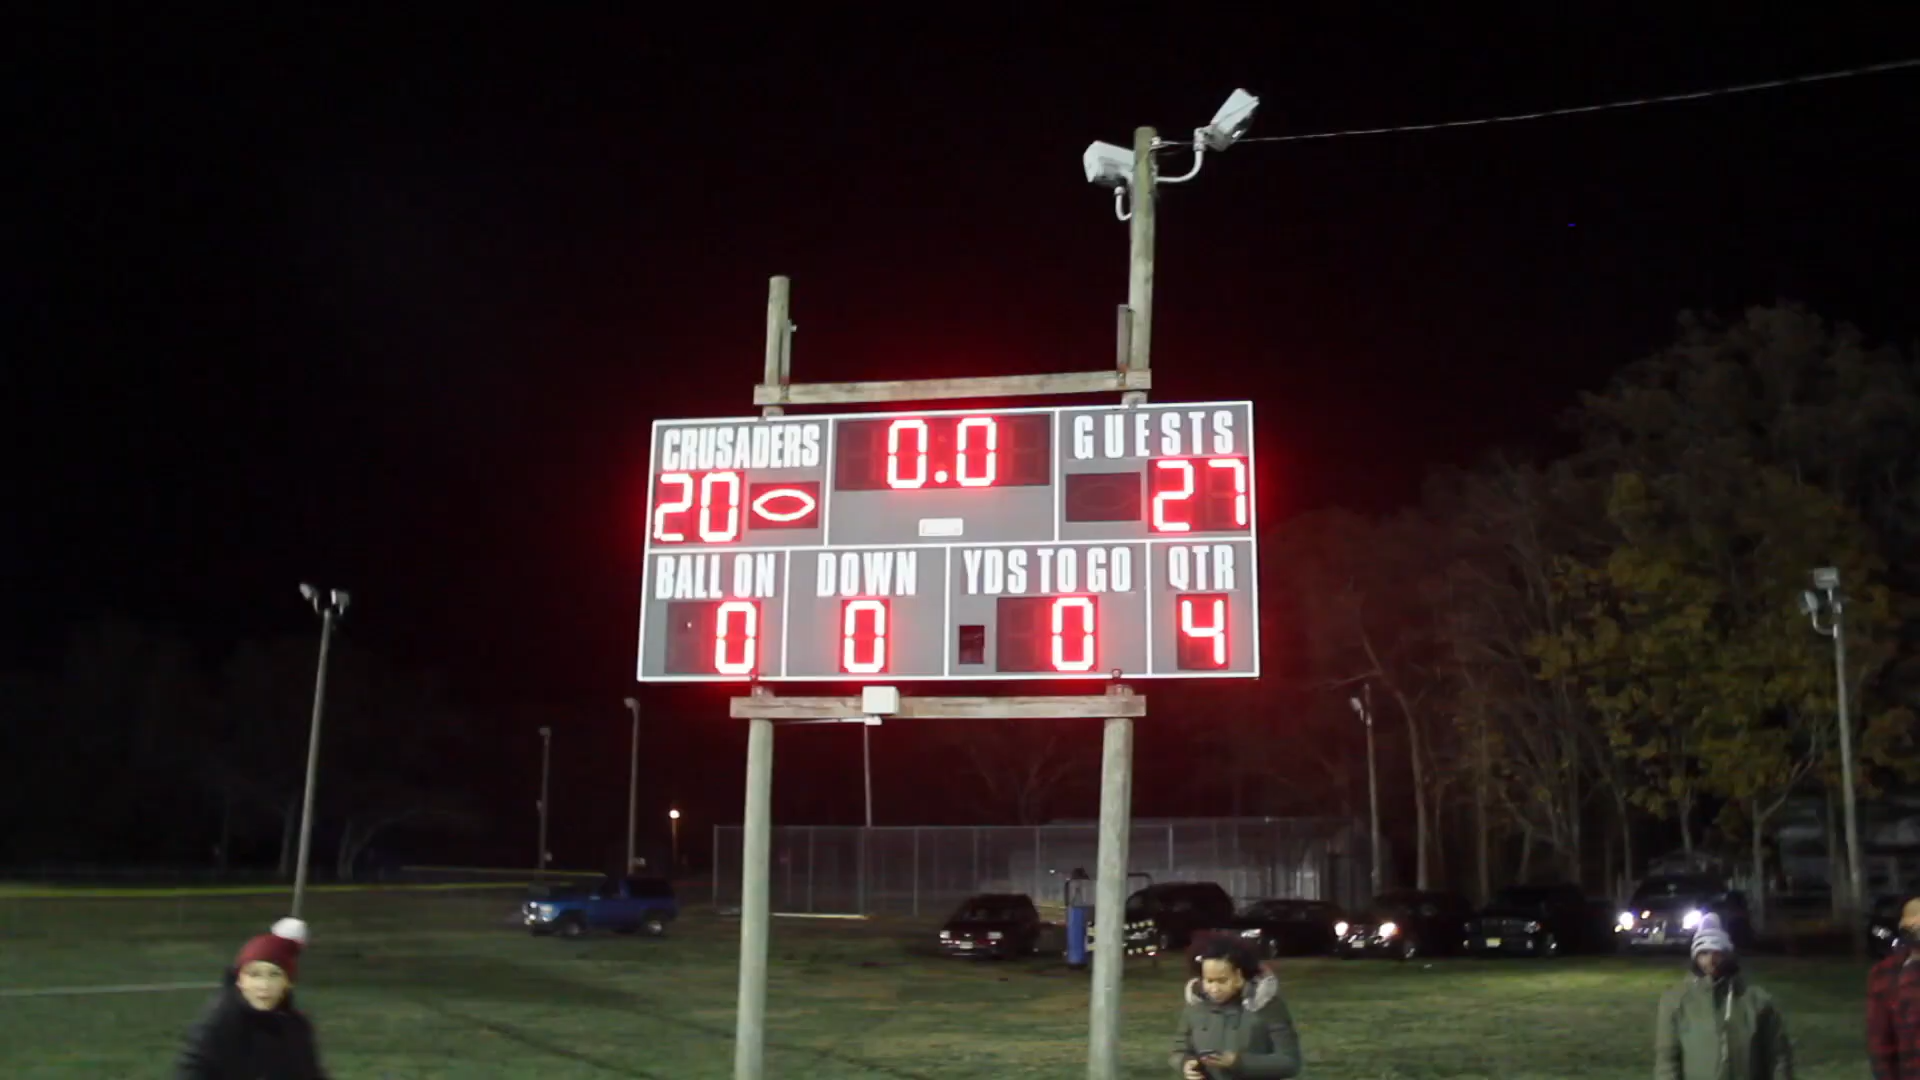 CRUSADERS 0.0 GUESTS
20 27
BALL ON DOWN YDS TO GO QTR
0 0 0 4